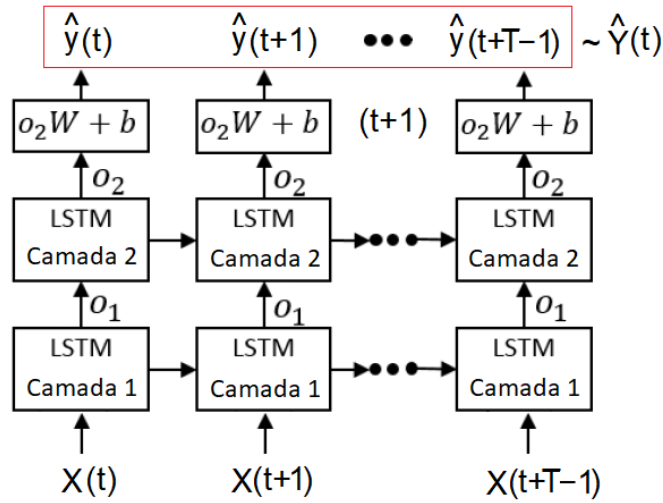 ŷ(t) ŷ(t+1) ••• ŷ(t+T−1) ~ Ŷ(t)
o₂W + b o₂W + b (t+1) o₂W + b
o₂ o₂ o₂
LSTM LSTM LSTM
Camada 2 Camada 2 ••• Camada 2
o₁ o₁ o₁
LSTM LSTM LSTM
Camada 1 Camada 1 ••• Camada 1
X(t) X(t+1) X(t+T−1)